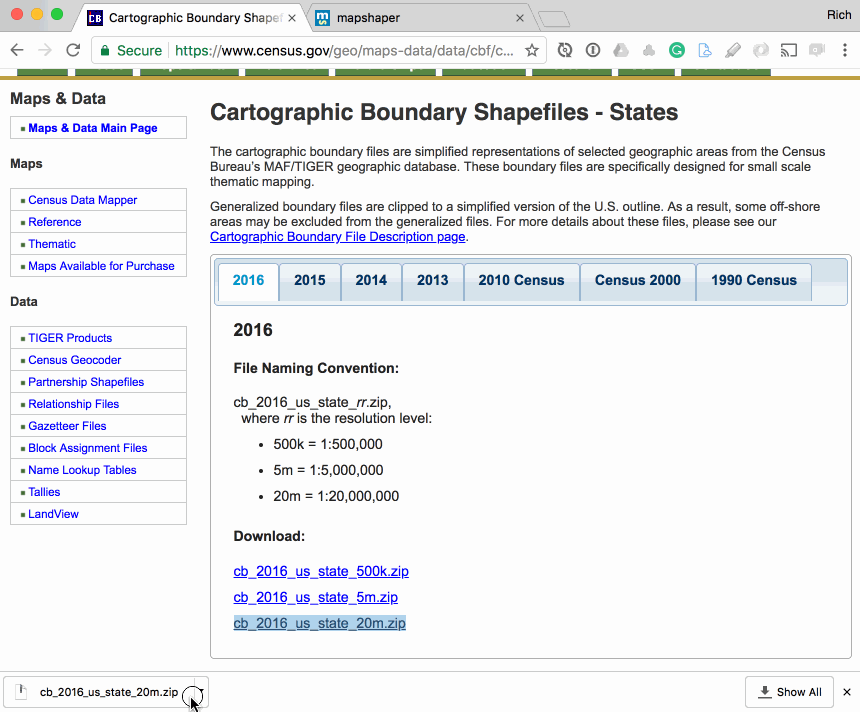 Cartographic Boundary Shapef
mapshaper
Rich
Secure
https://www.census.gov/geo/maps-data/data/cbf/c...
Maps & Data
Maps & Data Main Page
Maps
Census Data Mapper
Reference
Thematic
Maps Available for Purchase
Data
TIGER Products
Census Geocoder
Partnership Shapefiles
Relationship Files
Gazetteer Files
Block Assignment Files
Name Lookup Tables
Tallies
LandView
Cartographic Boundary Shapefiles - States
The cartographic boundary files are simplified representations of selected geographic areas from the Census
Bureau's MAF/TIGER geographic database. These boundary files are specifically designed for small scale
thematic mapping.
Generalized boundary files are clipped to a simplified version of the U.S. outline. As a result, some off-shore
areas may be excluded from the generalized files. For more details about these files, please see our
Cartographic Boundary File Description page.
2016 2015 2014 2013 2010 Census Census 2000 1990 Census
2016
File Naming Convention:
cb_2016_us_state_rr.zip,
where rr is the resolution level:
500k = 1:500,000
5m = 1:5,000,000
20m = 1:20,000,000
Download:
cb_2016_us_state_500k.zip
cb_2016_us_state_5m.zip
cb_2016_us_state_20m.zip
cb_2016_us_state_20m.zip
Show All